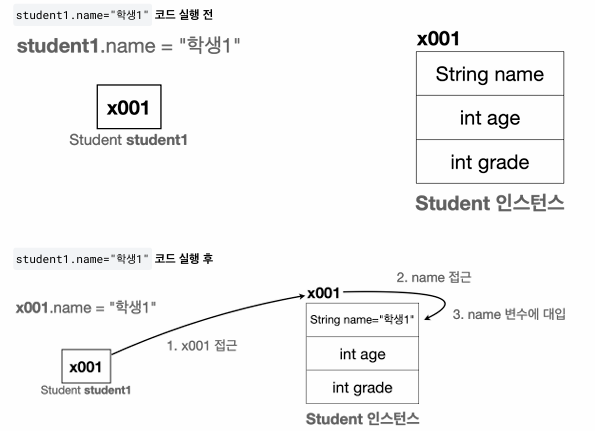 student1.name="학생1" 코드 실행 전
student1.name = "학생1"
x001
Student student1
x001
String name
int age
int grade
Student 인스턴스
student1.name="학생1" 코드 실행 후
x001.name = "학생1"
x001
Student student1
1. x001 접근
x001
2. name 접근
3. name 변수에 대입
String name="학생1"
int age
int grade
Student 인스턴스